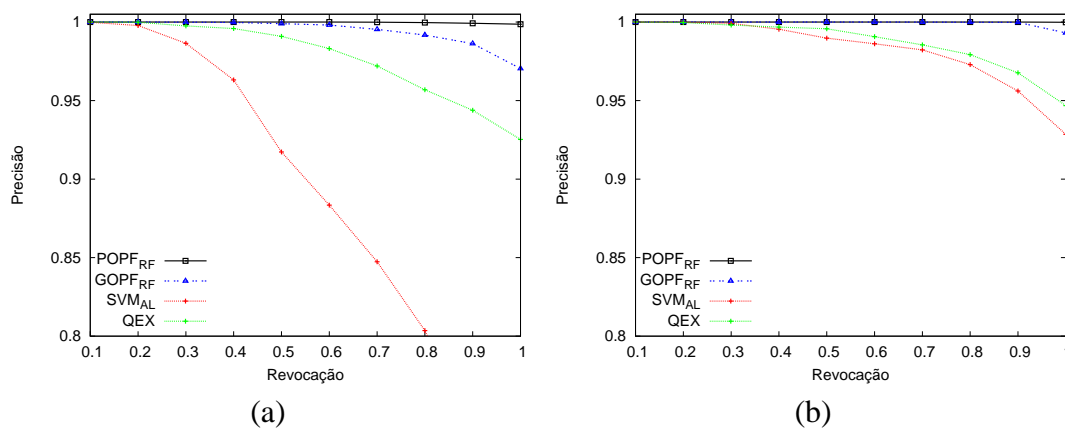 1
0.95
0.9
0.85
0.8
Precisão
POPF_RF
GOPF_RF
SVM_AL
QEX
0.1 0.2 0.3 0.4 0.5 0.6 0.7 0.8 0.9 1
Revocação
(a)
1
0.95
0.9
0.85
0.8
Precisão
POPF_RF
GOPF_RF
SVM_AL
QEX
0.1 0.2 0.3 0.4 0.5 0.6 0.7 0.8 0.9 1
Revocação
(b)